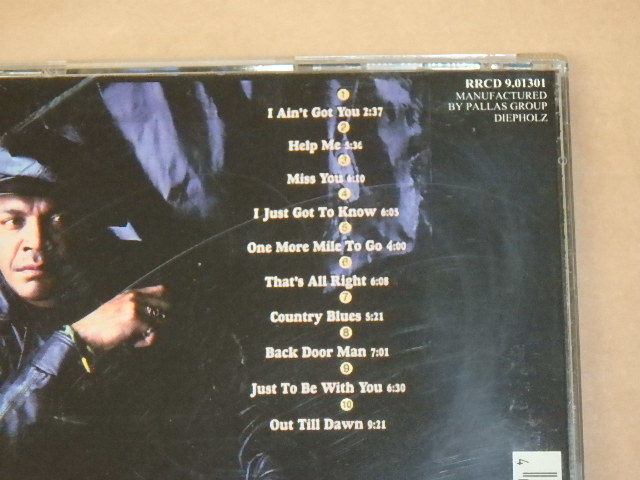 RRCD 9.01301
MANUFACTURED
BY PALLAS GROUP
DIEPHOLZ
1
I Ain't Got You 2:37
2
Help Me 5:36
3
Miss You 6:10
4
I Just Got To Know 6:05
5
One More Mile To Go 4:00
6
That's All Right 6:08
7
Country Blues 5:21
8
Back Door Man 7:01
9
Just To Be With You 6:30
10
Out Till Dawn 9:21
4